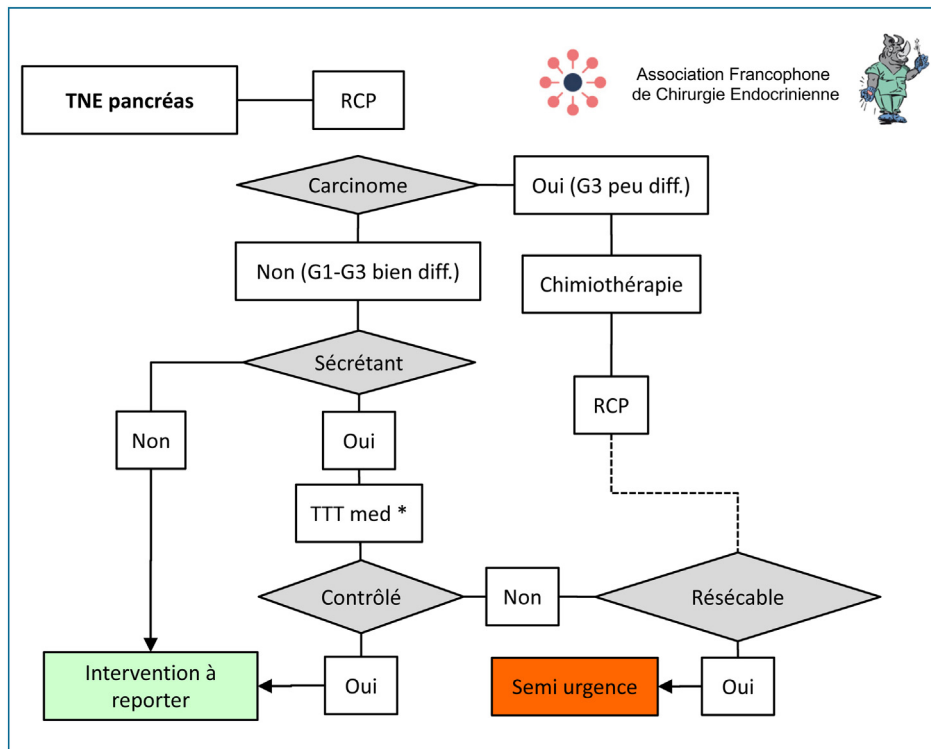 TNE pancréas
RCP
Association Francophone
de Chirurgie Endocrinienne
Carcinome
Oui (G3 peu diff.)
Non (G1-G3 bien diff.)
Chimiothérapie
Sécrétant
RCP
Non
Oui
TTT med *
Contrôlé
Non
Résécable
Intervention à
reporter
Oui
Semi urgence
Oui